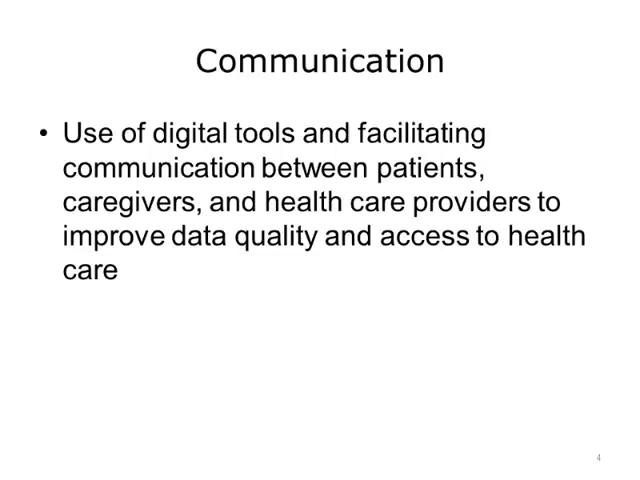 Communication
• Use of digital tools and facilitating
communication between patients,
caregivers, and health care providers to
improve data quality and access to health
care
4